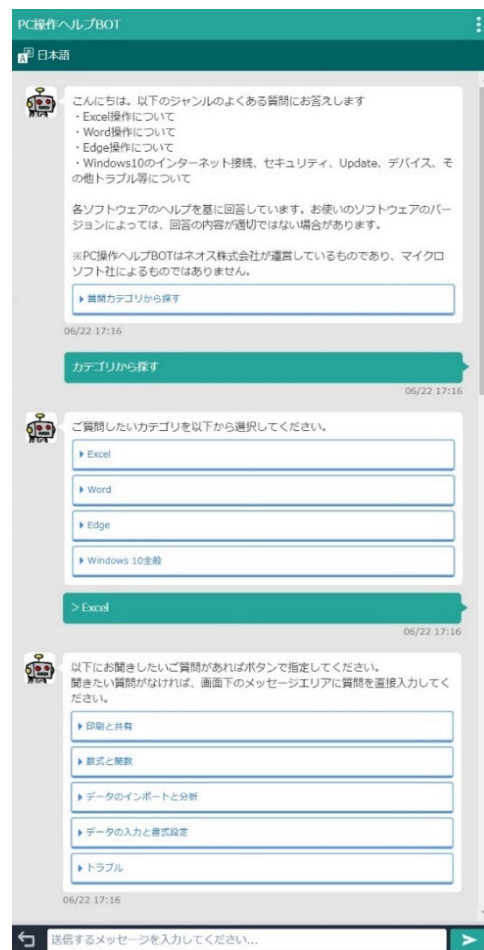 PC操作ヘルプBOT
日本語
こんにちは。以下のジャンルのよくある質問にお答えします
・Excel操作について
・Word操作について
・Edge操作について
・Windows10のインターネット接続、セキュリティ、Update、デバイス、そ
の他トラブル等について
各ソフトウェアのヘルプを基に回答しています。お使いのソフトウェアのバー
ジョンによっては、回答の内容が適切ではない場合があります。
※PC操作ヘルプBOTはネオス株式会社が運営しているものであり、マイクロ
ソフト社によるものではありません。
質問カテゴリから探す
06/22 17:16
カテゴリから探す
06/22 17:16
ご質問したいカテゴリを以下から選択してください。
Excel
Word
Edge
Windows 10全般
>Excel
06/22 17:16
以下にお聞きしたいご質問があればボタンで指定してください。
聞きたい質問がなければ、画面下のメッセージエリアに質問を直接入力してく
ださい。
印刷と共有
数式と関数
データのインポートと分析
データの入力と書式設定
トラブル
06/22 17:16
送信するメッセージを入力してください...